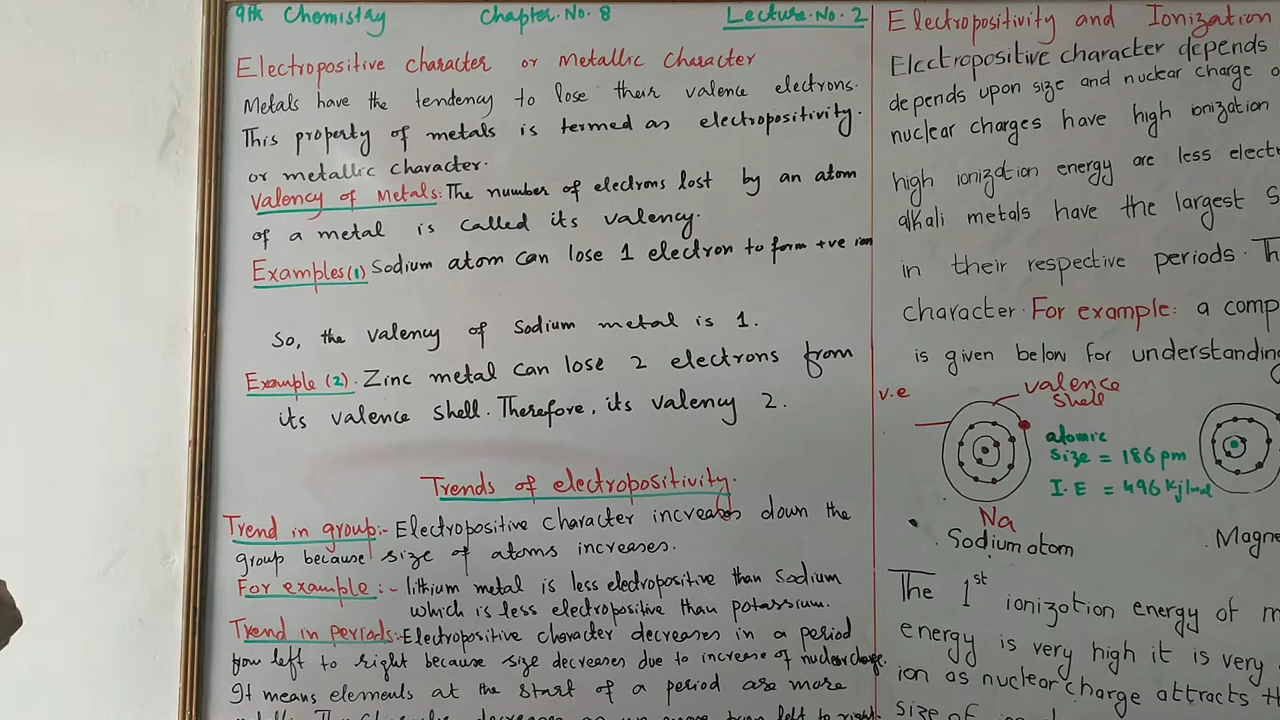 9th Chemistry Chapter.No. 8 Lecture.No. 2
Electropositive character or Metallic Character
Metals have the tendency to lose their valence electrons.
This property of metals is termed as electropositivity.
or metallic character.
Valency of Metals: The number of electrons lost by an atom
of a metal is called its valency.
Examples(1) Sodium atom can lose 1 electron to form +ve ion
So, the valency of Sodium metal is 1.
Example (2). Zinc metal can lose 2 electrons from
its valence shell. Therefore, its valency 2.
Trends of electropositivity.
Trend in group:- Electropositive character increases down the
group because size of atoms increases.
For example:- lithium metal is less electropositive than Sodium
which is less electropositive than potassium.
Trend in periods:- Electropositive character decreases in a period
from left to right because size decreases due to increase of nuclear charge.
It means elements at the start of a period are more
left to right.
Electropositivity and Ionization
Electropositive character depends
depends upon size and nuclear charge
nuclear charges have high ionization
high ionization energy are less
alkali metals have the largest
in their respective periods.
character. For example: a
is given below for understanding
v.e
valence
shell
atomic
size = 186 pm
I.E = 496 KJ/mol
Na
Sodium atom
The 1st ionization energy of
energy is very high it is very
ion as nuclear charge attracts
size of